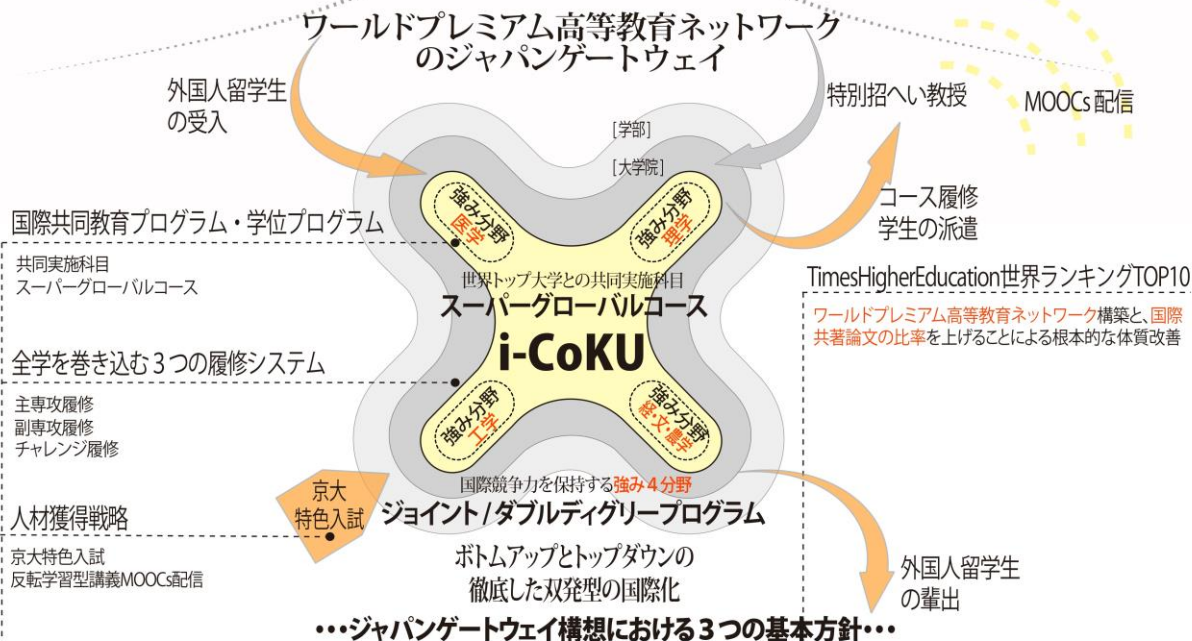 ワールドプレミアム高等教育ネットワーク
のジャパンゲートウェイ
外国人留学生
の受入
特別招へい教授
MOOCs 配信
[学部]
[大学院]
コース履修
学生の派遣
強み分野
医学
強み分野
理学
国際共同教育プログラム・学位プログラム
共同実施科目
スーパーグローバルコース
世界トップ大学との共同実施科目
スーパーグローバルコース
i-CoKU
TimesHigherEducation世界ランキングTOP10
ワールドプレミアム高等教育ネットワーク構築と、国際
共著論文の比率を上げることによる根本的な体質改善
全学を巻き込む3つの履修システム
主専攻履修
副専攻履修
チャレンジ履修
強み分野
工学
強み分野
経・文・農学
国際競争力を保持する強み4分野
ジョイント/ダブルディグリープログラム
京大
特色入試
人材獲得戦略
京大特色入試
反転学習型講義MOOCs配信
ボトムアップとトップダウンの
徹底した双発型の国際化
外国人留学生
の輩出
・・・ジャパンゲートウェイ構想における3つの基本方針・・・